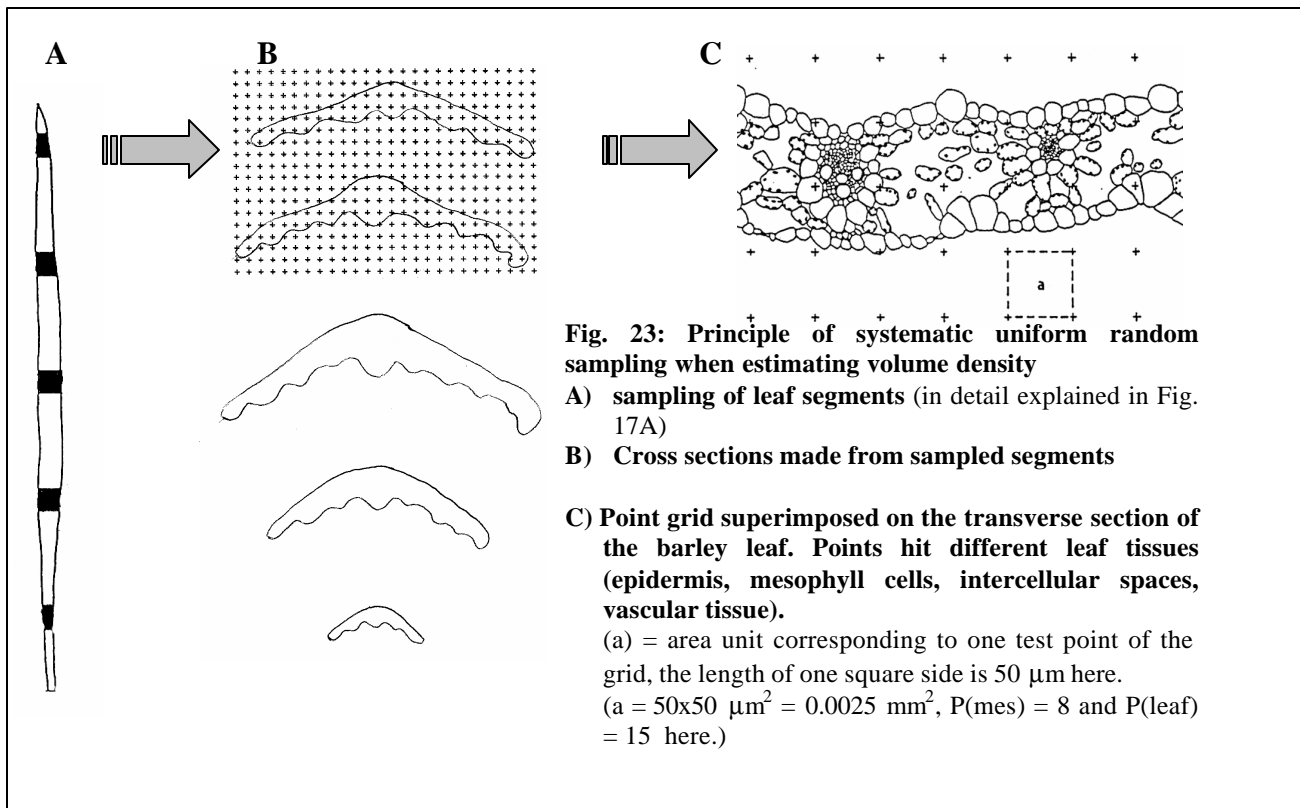 A
B
C
a
Fig. 23: Principle of systematic uniform random
sampling when estimating volume density
A) sampling of leaf segments (in detail explained in Fig.
17A)
B) Cross sections made from sampled segments
C) Point grid superimposed on the transverse section of
the barley leaf. Points hit different leaf tissues
(epidermis, mesophyll cells, intercellular spaces,
vascular tissue).
(a) = area unit corresponding to one test point of the
grid, the length of one square side is 50 μm here.
(a = 50x50 μm² = 0.0025 mm², P(mes) = 8 and P(leaf)
= 15 here.)